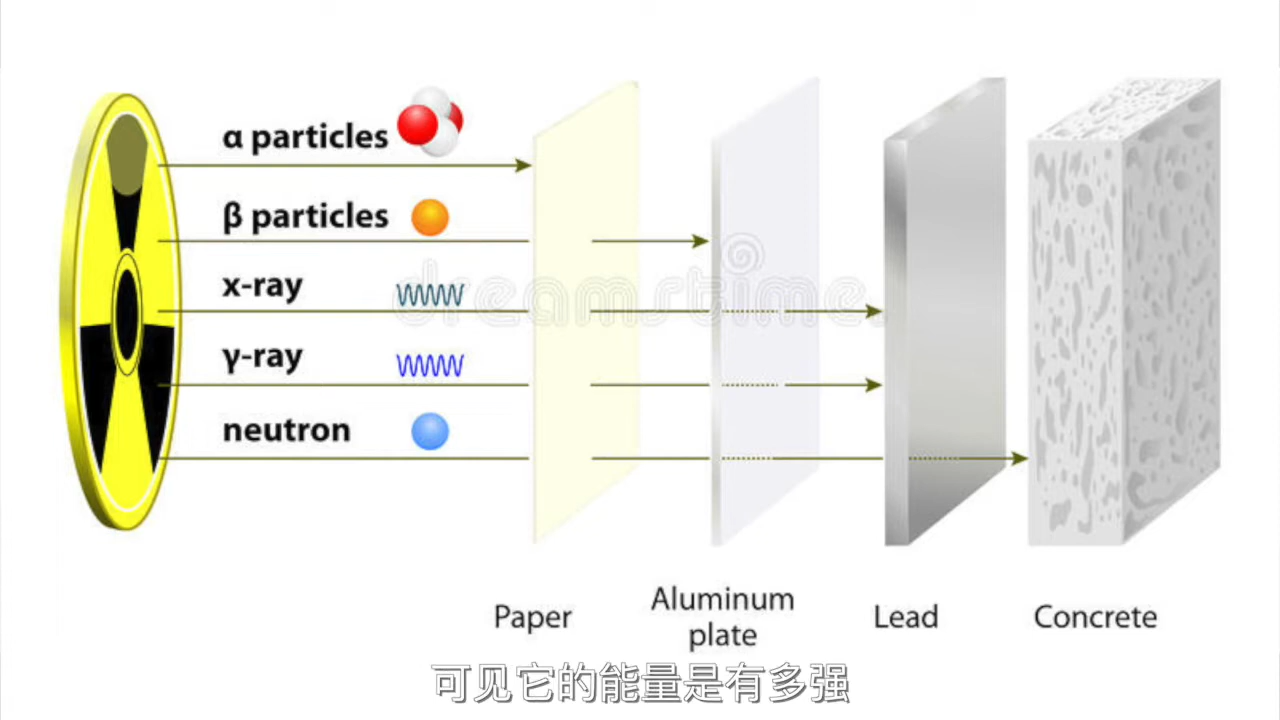 α particles
β particles
x-ray
γ-ray
neutron
dreamstime
Paper
Aluminum
plate
Lead
Concrete
可见它的能量是有多强